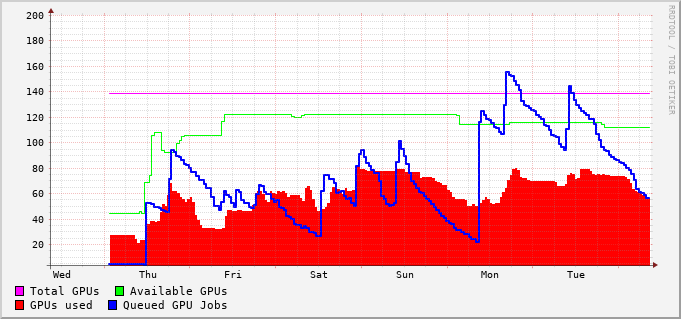 200
180
160
140
120
100
80
60
40
20
Wed Thu Fri Sat Sun Mon Tue
Total GPUs Available GPUs
GPUs used Queued GPU Jobs
RRDTOOL / TOBI OETIKER